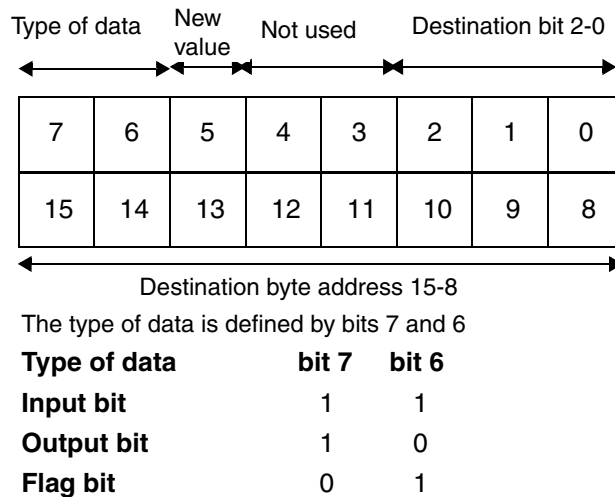 Type of data New value Not used Destination bit 2-0
7 6 5 4 3 2 1 0
15 14 13 12 11 10 9 8
Destination byte address 15-8
The type of data is defined by bits 7 and 6
Type of data bit 7 bit 6
Input bit 1 1
Output bit 1 0
Flag bit 0 1